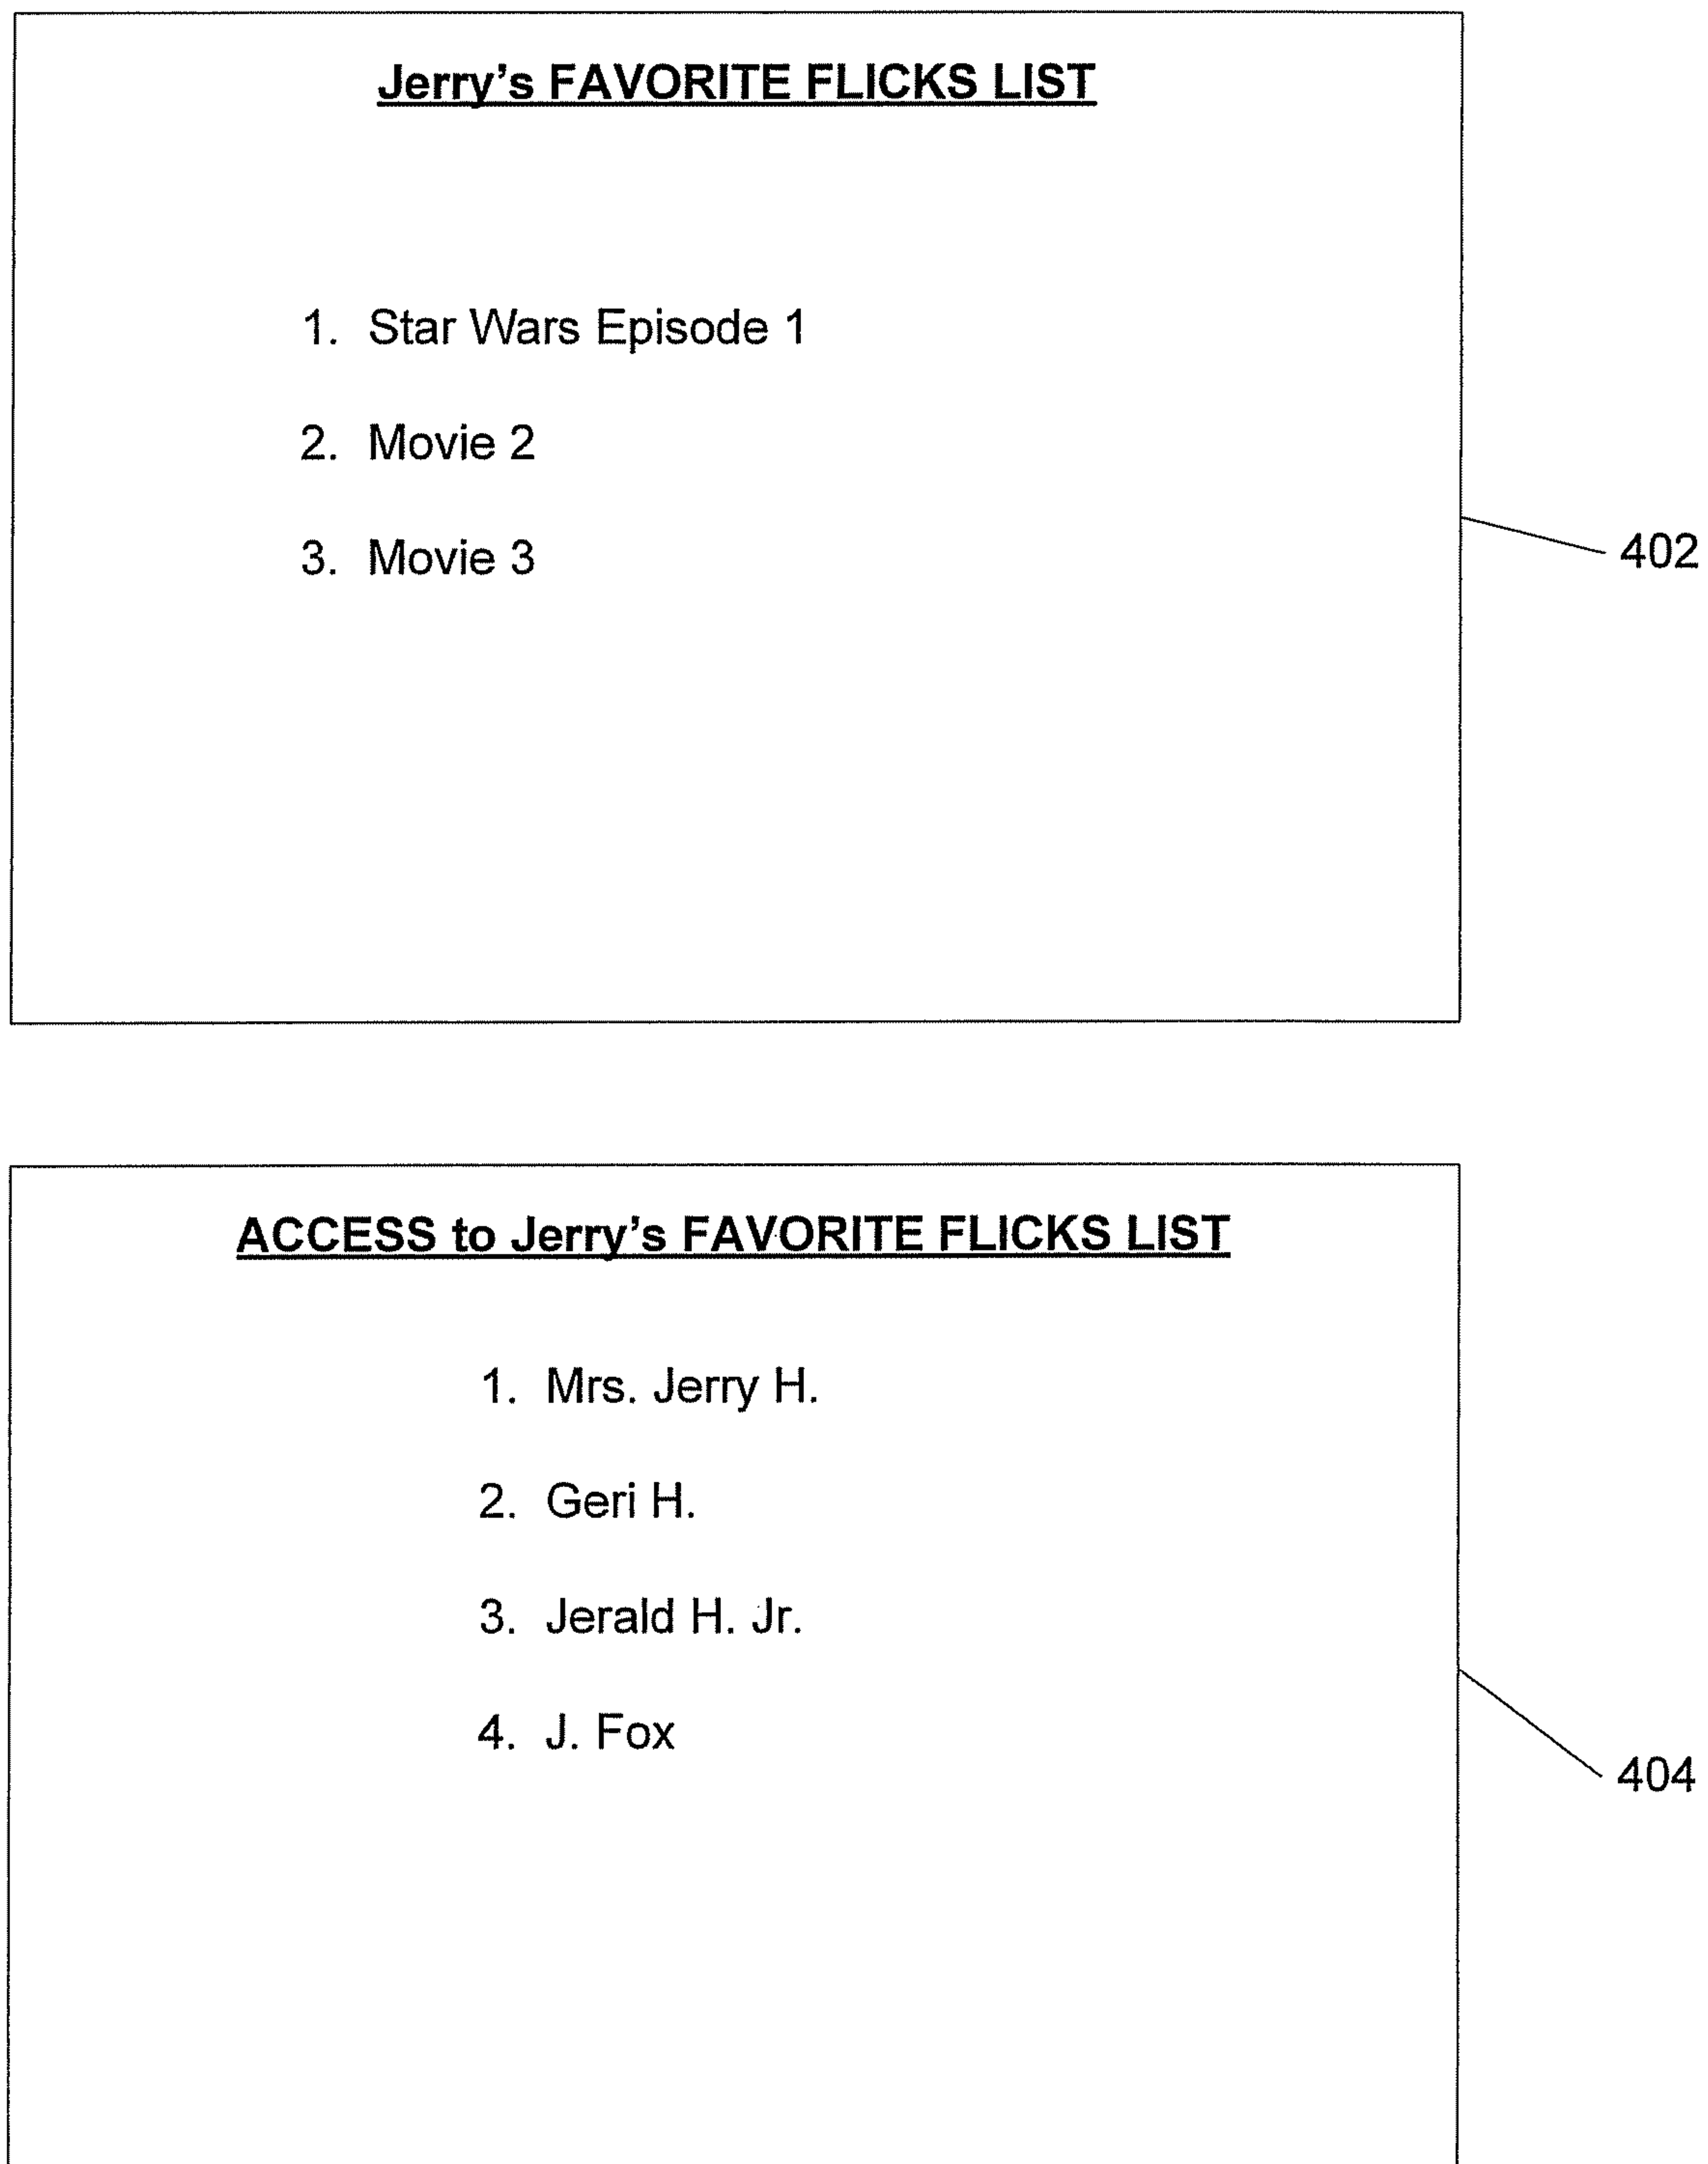 Jerry’s FAVORITE FLICKS LIST
1. Star Wars Episode 1
2. Movie 2
3. Movie 3
402
ACCESS to Jerry’s FAVORITE FLICKS LIST
1. Mrs. Jerry H.
2. Geri H.
3. Jerald H. Jr.
4. J. Fox
404